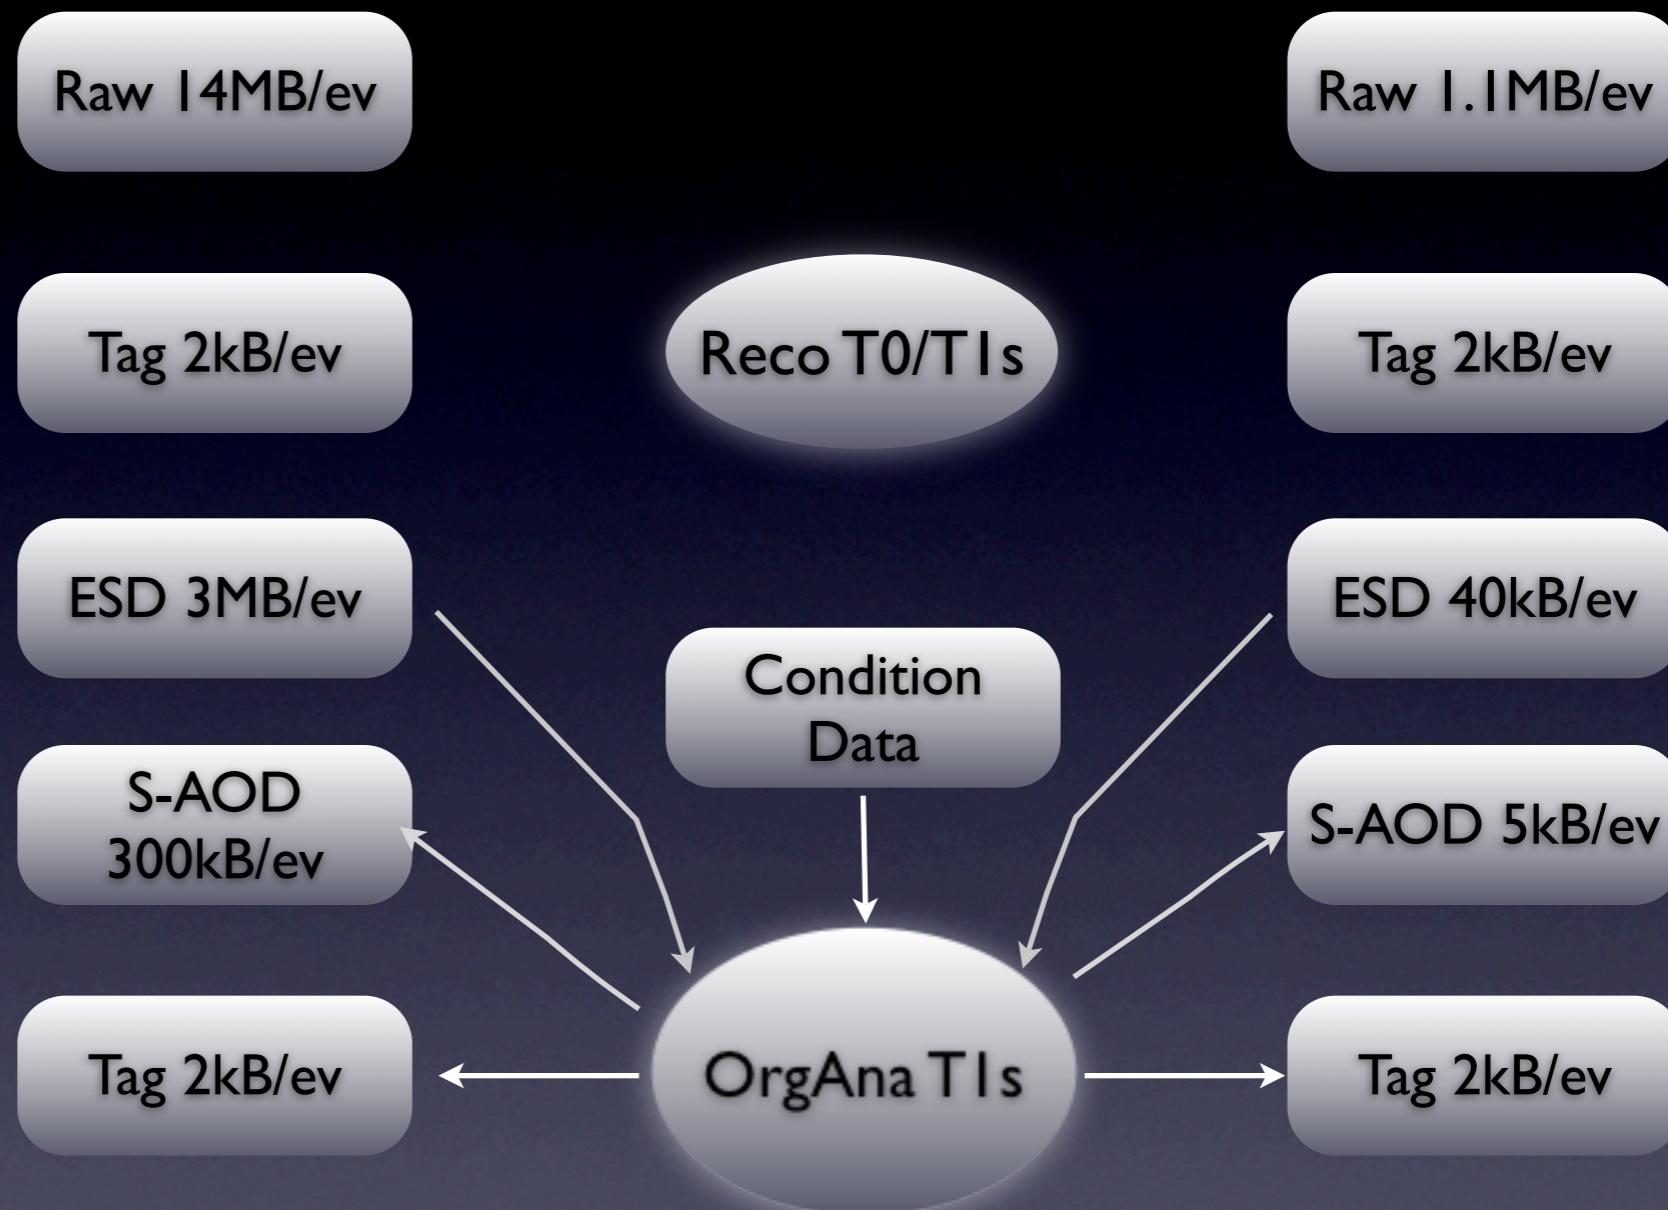 Raw 14MB/ev
Raw 1.1MB/ev
Tag 2kB/ev
Reco T0/T1s
Tag 2kB/ev
ESD 3MB/ev
ESD 40kB/ev
Condition
Data
S-AOD
300kB/ev
S-AOD 5kB/ev
Tag 2kB/ev
OrgAna T1s
Tag 2kB/ev